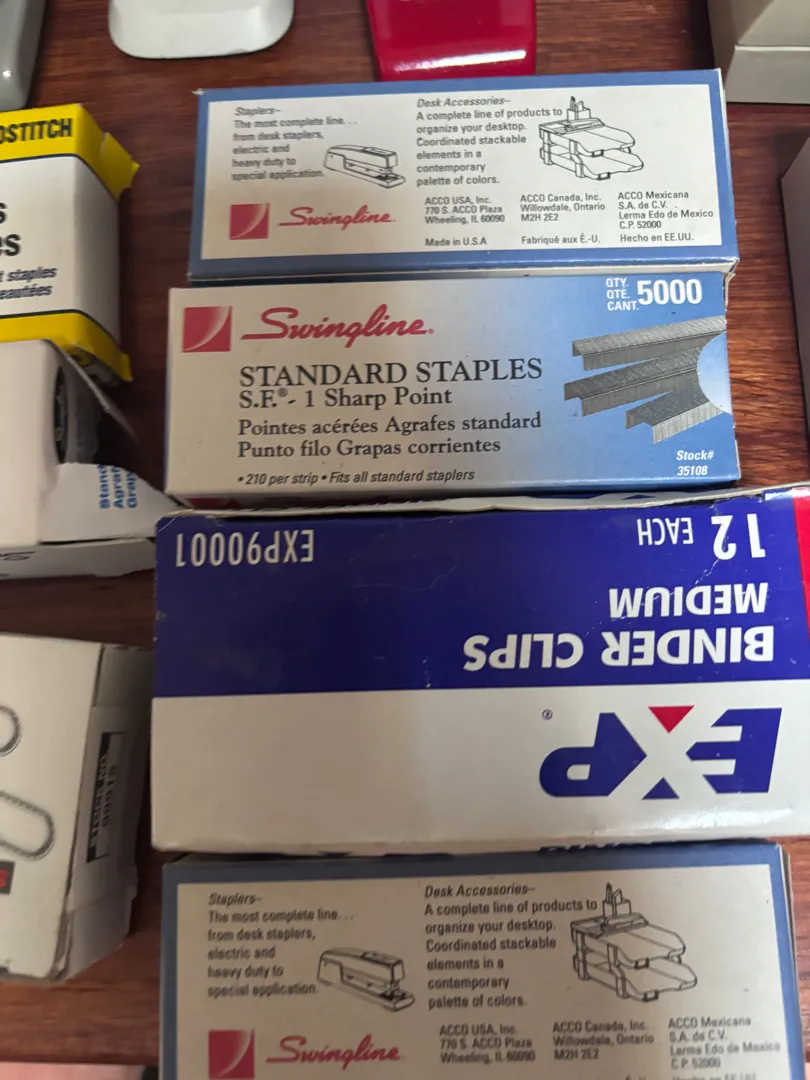 OSTITCH
s
es
t staples
eautées
Stand
Agraf
Grap
Staplers–
The most complete line...
from desk staplers,
electric and
heavy duty to
special application.
Desk Accessories–
A complete line of products to
organize your desktop.
Coordinated stackable
elements in a
contemporary
palette of colors.
Swingline.
ACCO USA, Inc.
770 S. ACCO Plaza
Wheeling, IL 60090
Made in U.S.A
ACCO Canada, Inc.
Willowdale, Ontario
M2H 2E2
Fabriqué aux É.-U.
ACCO Mexicana
S.A. de C.V.
Lerma Edo de Mexico
C.P. 52000
Hecho en EE.UU.
Swingline®
QTY.
QTÉ.
CANT. 5000
STANDARD STAPLES
S.F.®- 1 Sharp Point
Pointes acérées Agrafes standard
Punto filo Grapas corrientes
• 210 per strip • Fits all standard staplers
Stock#
35108
EXP®
BINDER CLIPS
MEDIUM
12 EACH
EXP90001
Staplers–
The most complete line...
from desk staplers,
electric and
heavy duty to
special application.
Desk Accessories–
A complete line of products to
organize your desktop.
Coordinated stackable
elements in a
contemporary
palette of colors.
Swingline
ACCO USA, Inc.
770 S. ACCO Plaza
Wheeling, IL 60090
ACCO Canada, Inc.
Willowdale, Ontario
M2H 2E2
ACCO Mexicana
S.A. de C.V.
Lerma Edo de Mexico
C.P. 52000